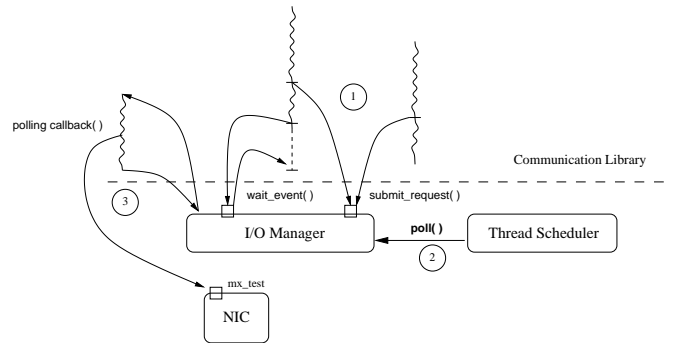 1
polling callback( )
Communication Library
3
wait_event( )
submit_request( )
I/O Manager
poll( )
2
Thread Scheduler
mx_test
NIC